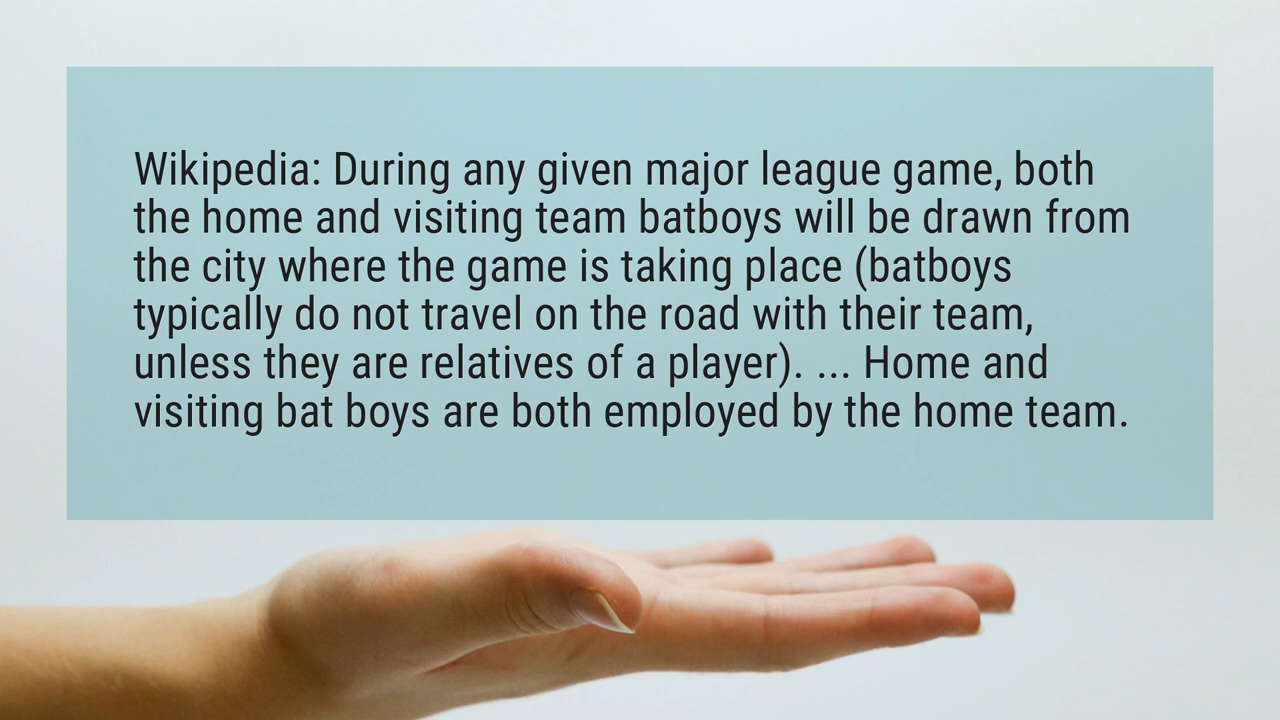 Wikipedia: During any given major league game, both
the home and visiting team batboys will be drawn from
the city where the game is taking place (batboys
typically do not travel on the road with their team,
unless they are relatives of a player). ... Home and
visiting bat boys are both employed by the home team.